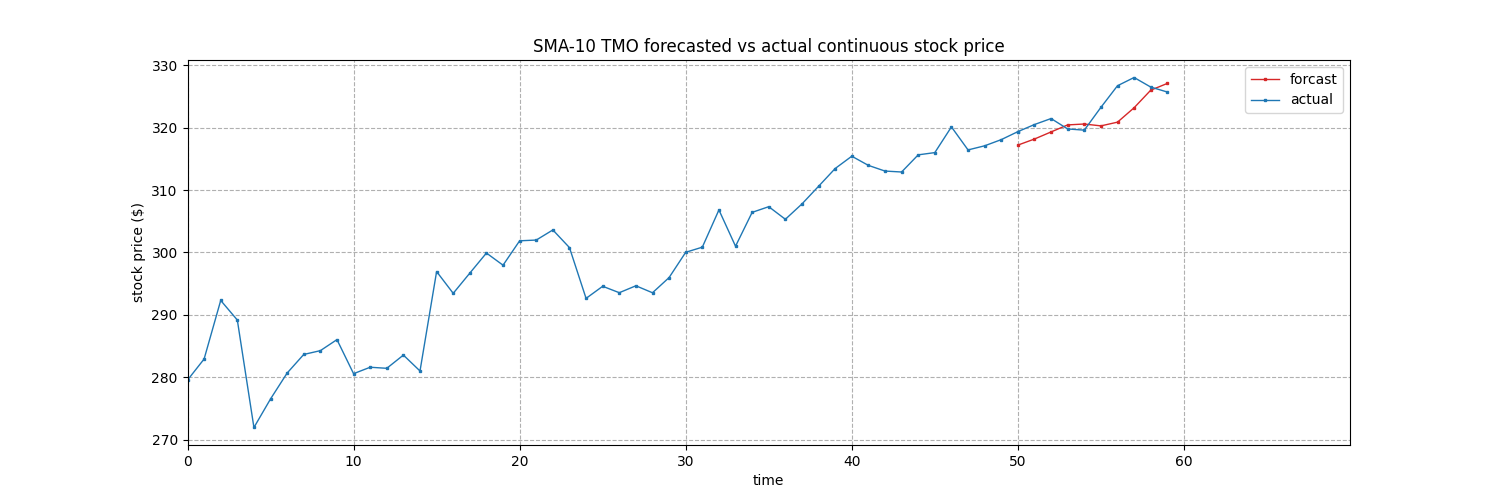 SMA-10 TMO forecasted vs actual continuous stock price
330
320
310
300
290
280
270
stock price ($)
0 10 20 30 40 50 60
time
forcast
actual